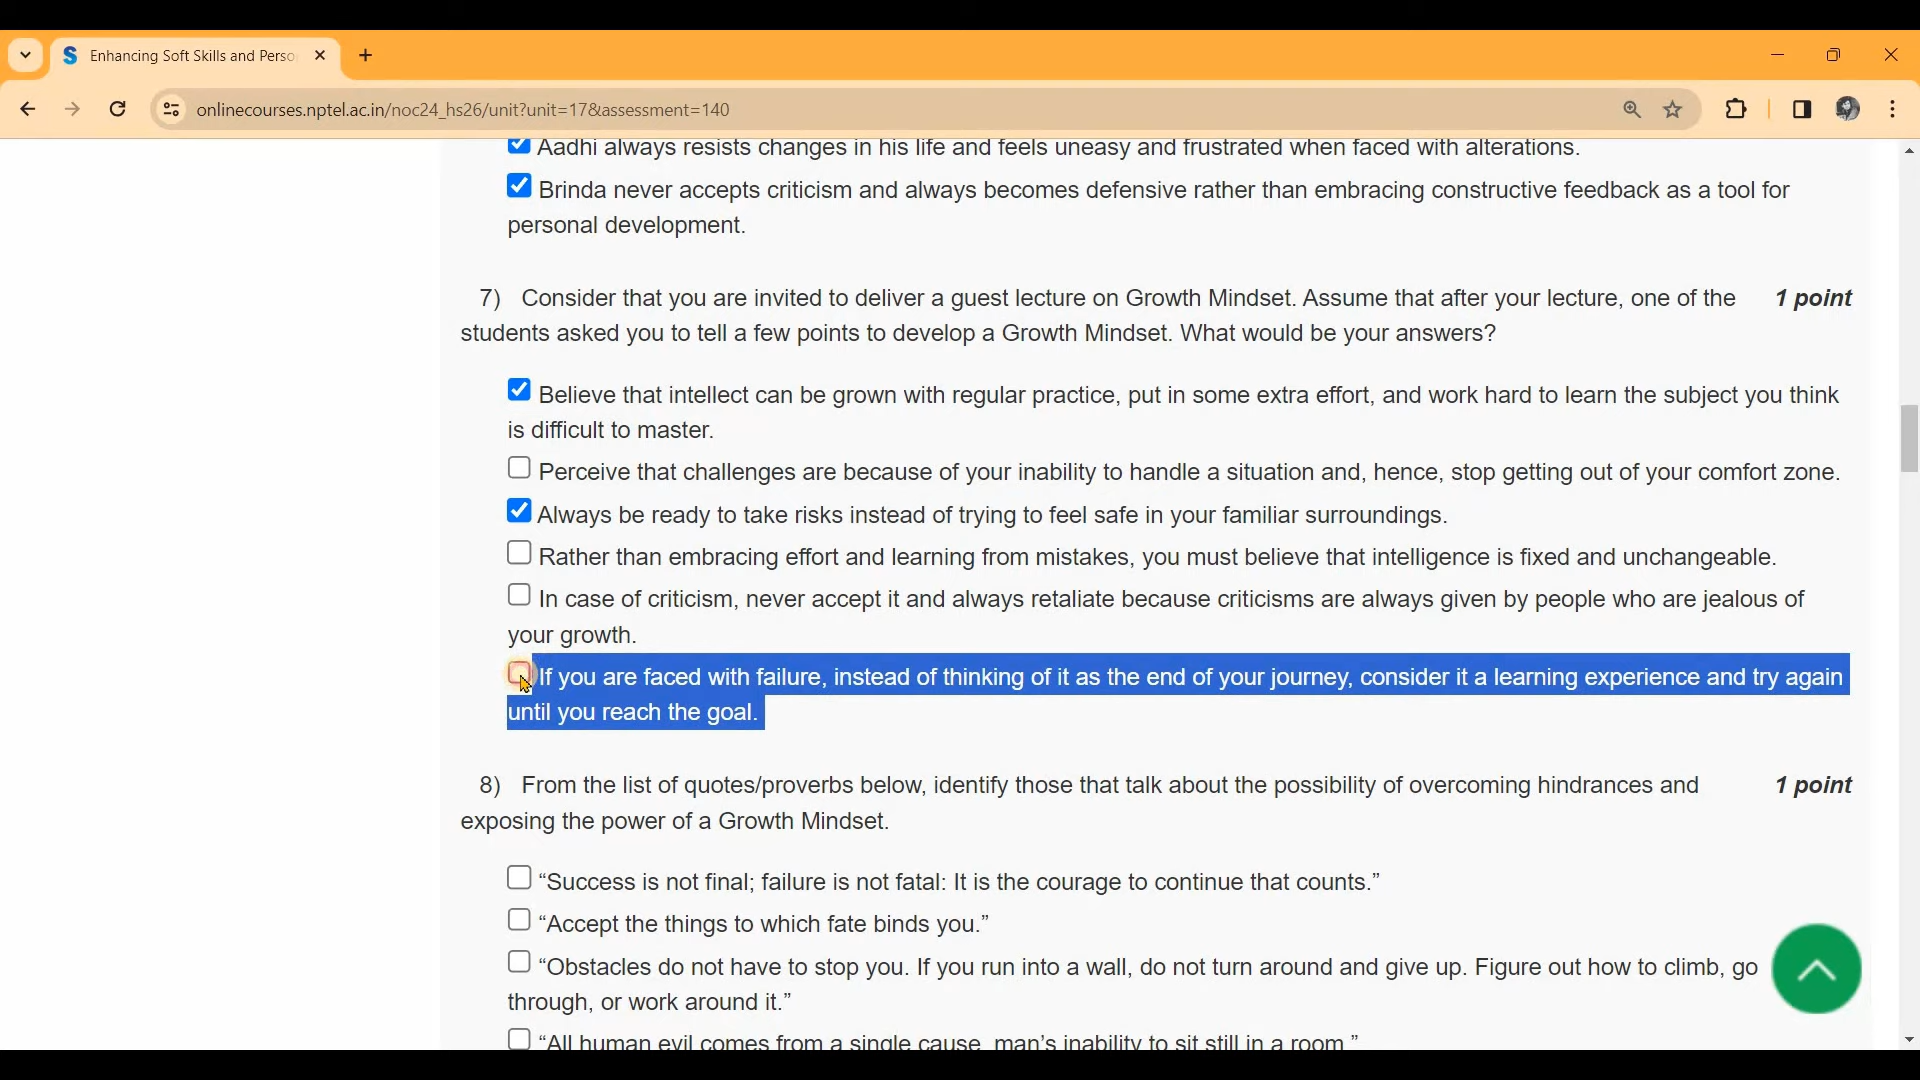 Enhancing Soft Skills and Perso
onlinecourses.nptel.ac.in/noc24_hs26/unit?unit=17&assessment=140
Aadhi always resists changes in his life and feels uneasy and frustrated when faced with alterations.
Brinda never accepts criticism and always becomes defensive rather than embracing constructive feedback as a tool for
personal development.
7) Consider that you are invited to deliver a guest lecture on Growth Mindset. Assume that after your lecture, one of the 1 point
students asked you to tell a few points to develop a Growth Mindset. What would be your answers?
Believe that intellect can be grown with regular practice, put in some extra effort, and work hard to learn the subject you think
is difficult to master.
Perceive that challenges are because of your inability to handle a situation and, hence, stop getting out of your comfort zone.
Always be ready to take risks instead of trying to feel safe in your familiar surroundings.
Rather than embracing effort and learning from mistakes, you must believe that intelligence is fixed and unchangeable.
In case of criticism, never accept it and always retaliate because criticisms are always given by people who are jealous of
your growth.
If you are faced with failure, instead of thinking of it as the end of your journey, consider it a learning experience and try again
until you reach the goal.
8) From the list of quotes/proverbs below, identify those that talk about the possibility of overcoming hindrances and 1 point
exposing the power of a Growth Mindset.
“Success is not final; failure is not fatal: It is the courage to continue that counts.”
“Accept the things to which fate binds you.”
“Obstacles do not have to stop you. If you run into a wall, do not turn around and give up. Figure out how to climb, go
through, or work around it.”
“All human evil comes from a single cause, man’s inability to sit still in a room.”